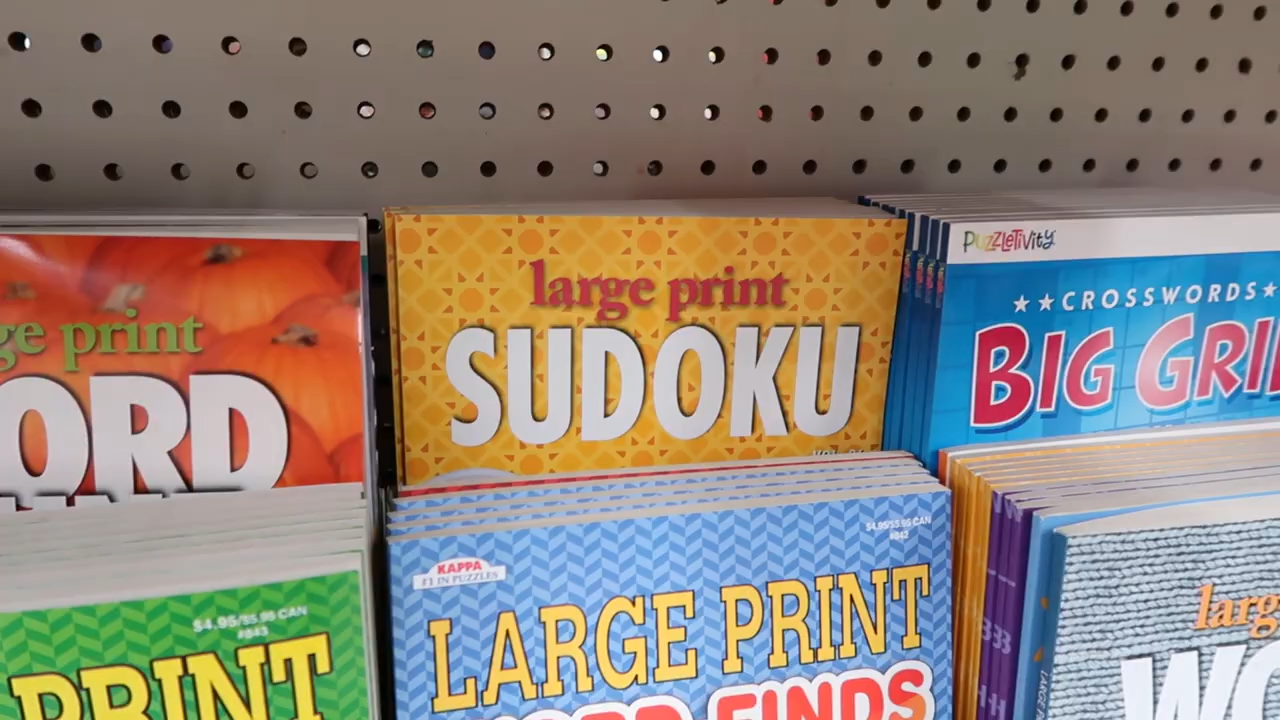 ge print
ORD
large print
SUDOKU
PUZZLETIVITY
★★CROSSWORDS★
BIG GRI
$4.95/$5.95 CAN
#843
PRINT
KAPPA
#1 IN PUZZLES
$4.95/$5.95 CAN
#842
LARGE PRINT
FINDS
larg
WO